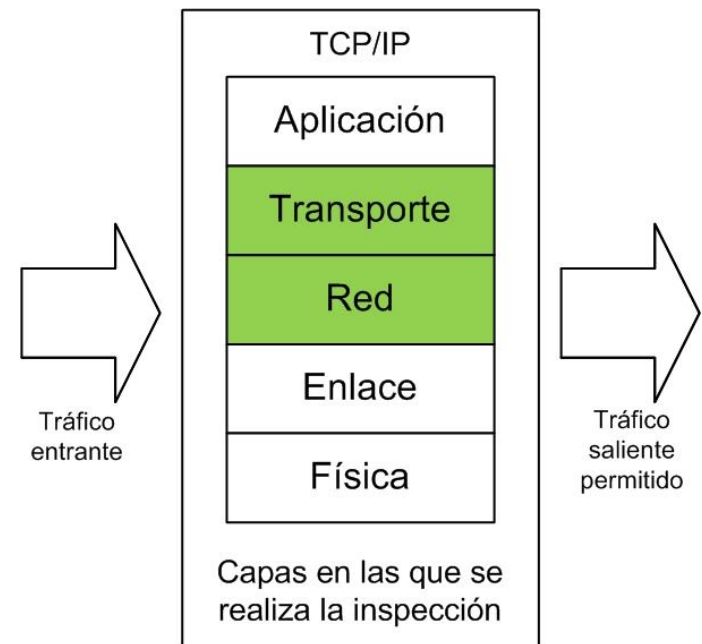 TCP/IP
Aplicación
Transporte
Red
Enlace
Física
Tráfico
entrante
Tráfico
saliente
permitido
Capas en las que se
realiza la inspección